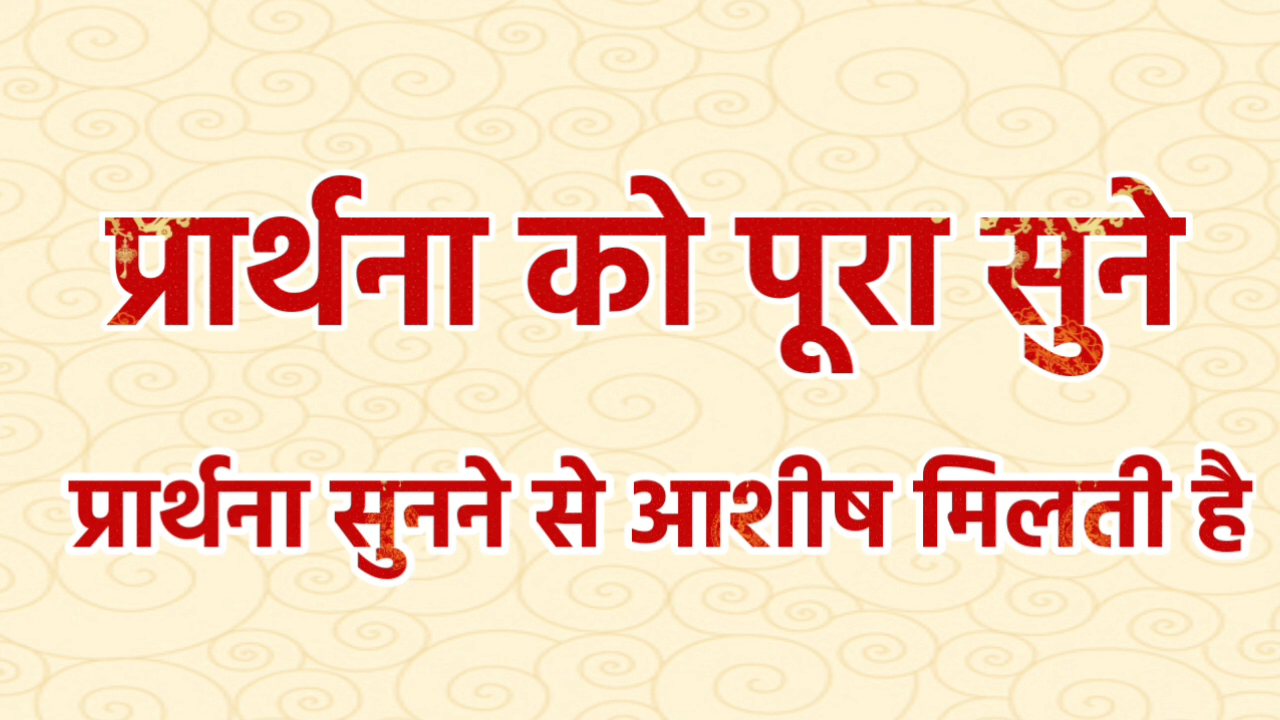 प्रार्थना को पूरा सुने
प्रार्थना सुनने से आशीष मिलती है